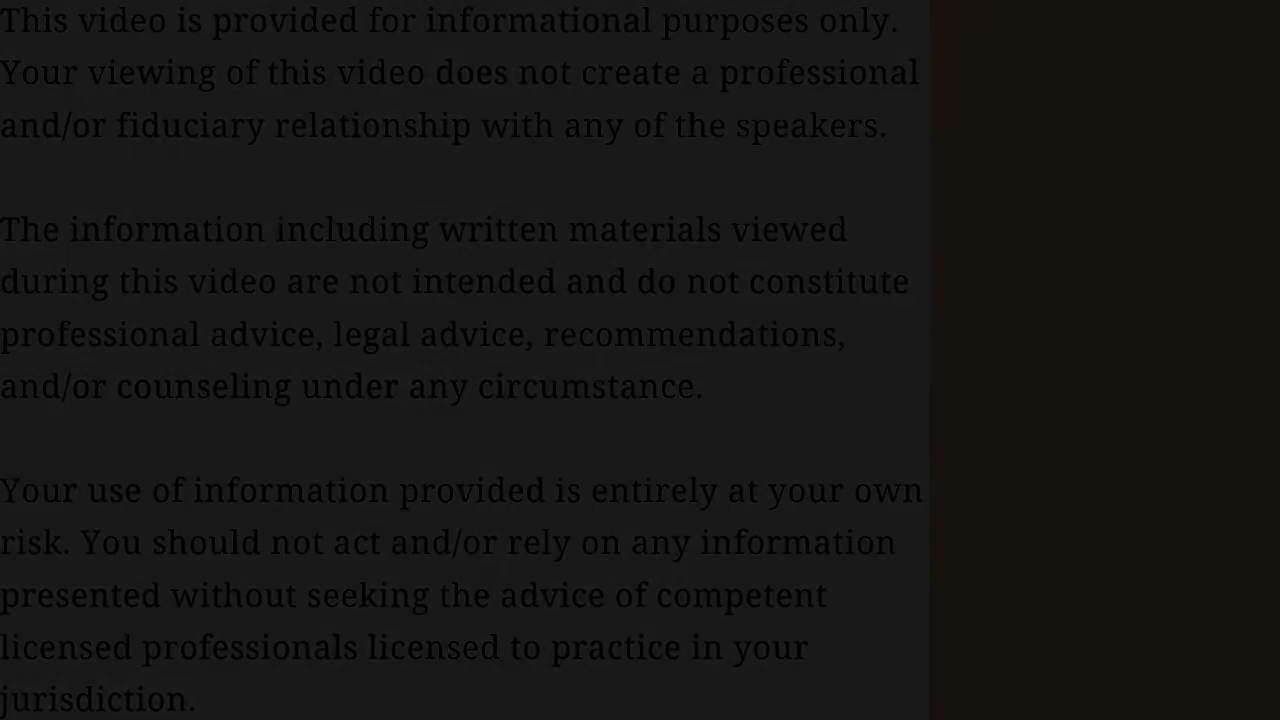 This video is provided for informational purposes only.
Your viewing of this video does not create a professional
and/or fiduciary relationship with any of the speakers.
The information including written materials viewed
during this video are not intended and do not constitute
professional advice, legal advice, recommendations,
and/or counseling under any circumstance.
Your use of information provided is entirely at your own
risk. You should not act and/or rely on any information
presented without seeking the advice of competent
licensed professionals licensed to practice in your
jurisdiction.